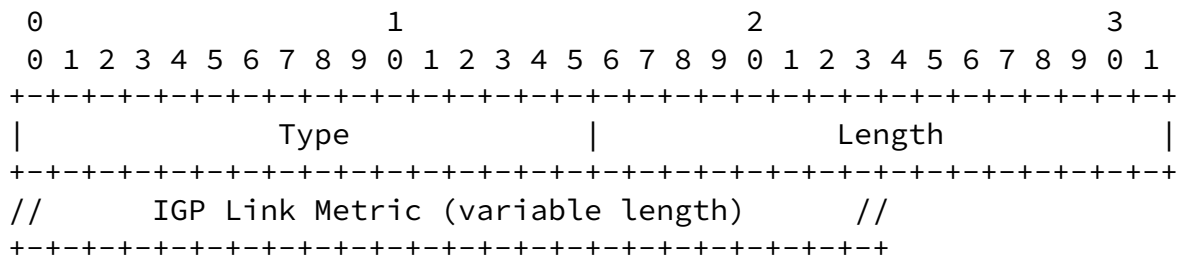 0                   1                   2                   3
 0 1 2 3 4 5 6 7 8 9 0 1 2 3 4 5 6 7 8 9 0 1 2 3 4 5 6 7 8 9 0 1
+-+-+-+-+-+-+-+-+-+-+-+-+-+-+-+-+-+-+-+-+-+-+-+-+-+-+-+-+-+-+-+-+
|              Type             |             Length            |
+-+-+-+-+-+-+-+-+-+-+-+-+-+-+-+-+-+-+-+-+-+-+-+-+-+-+-+-+-+-+-+-+
//      IGP Link Metric (variable length)      //
+-+-+-+-+-+-+-+-+-+-+-+-+-+-+-+-+-+-+-+-+-+-+-+-+